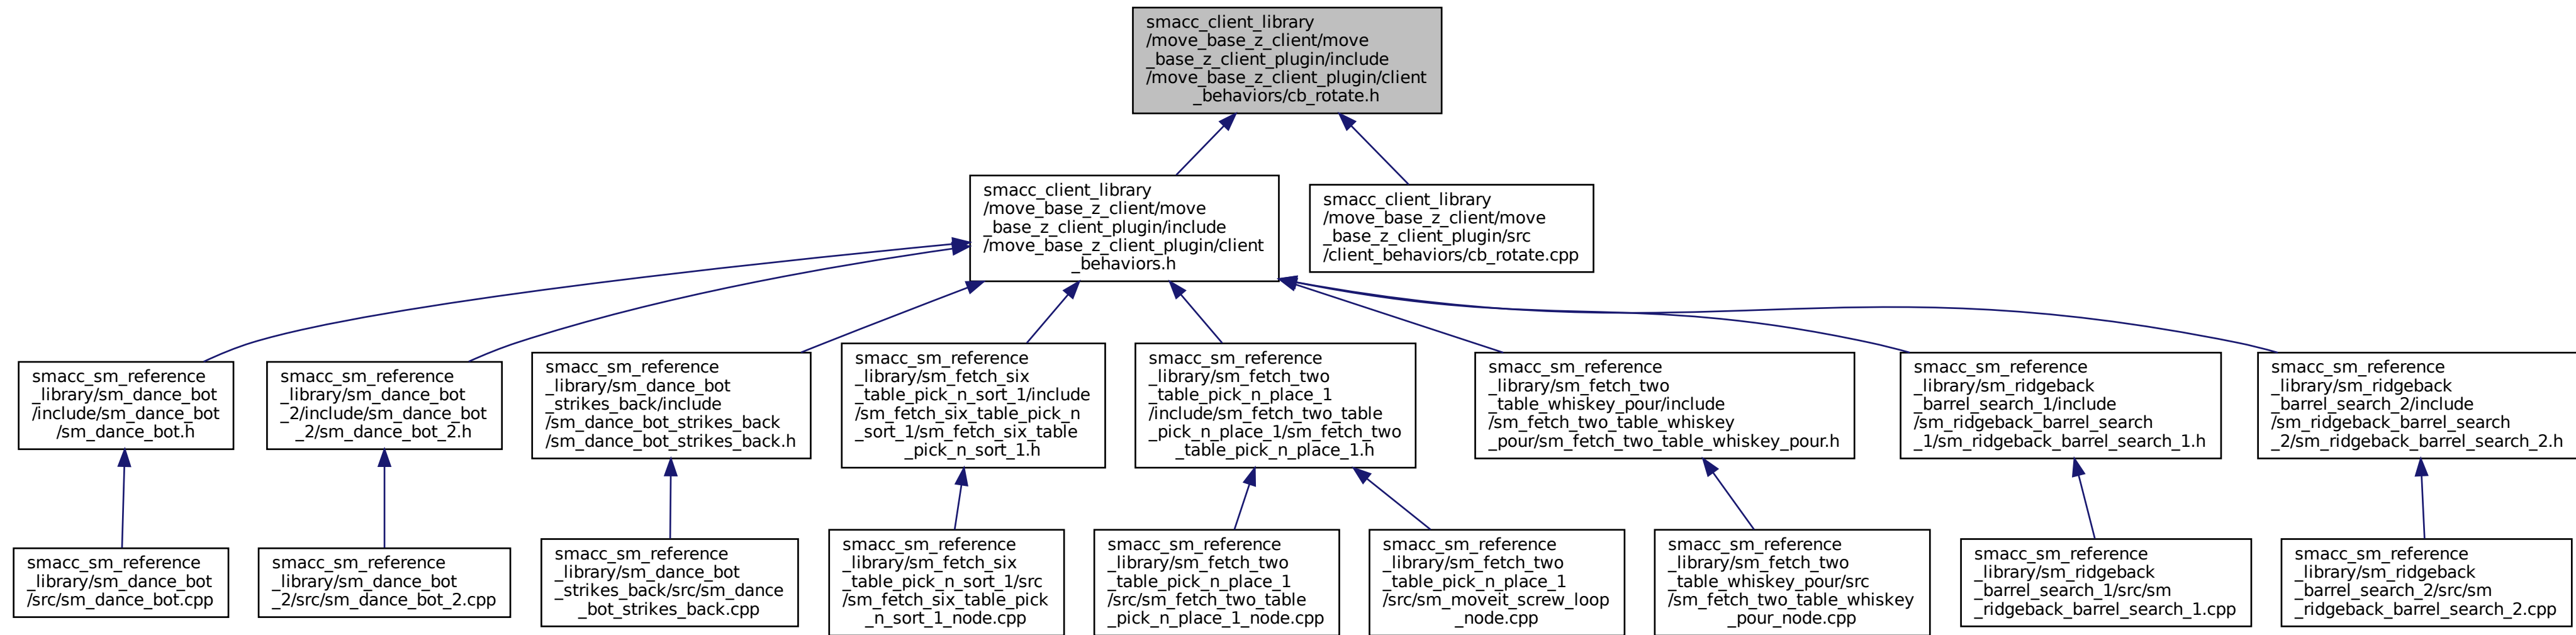 smacc_client_library
/move_base_z_client/move
_base_z_client_plugin/include
/move_base_z_client_plugin/client
_behaviors/cb_rotate.h
smacc_client_library
/move_base_z_client/move
_base_z_client_plugin/include
/move_base_z_client_plugin/client
_behaviors.h
smacc_client_library
/move_base_z_client/move
_base_z_client_plugin/src
/client_behaviors/cb_rotate.cpp
smacc_sm_reference
_library/sm_dance_bot
/include/sm_dance_bot
/sm_dance_bot.h
smacc_sm_reference
_library/sm_dance_bot
_2/include/sm_dance_bot
_2/sm_dance_bot_2.h
smacc_sm_reference
_library/sm_dance_bot
_strikes_back/include
/sm_dance_bot_strikes_back
/sm_dance_bot_strikes_back.h
smacc_sm_reference
_library/sm_fetch_six
_table_pick_n_sort_1/include
/sm_fetch_six_table_pick_n
_sort_1/sm_fetch_six_table
_pick_n_sort_1.h
smacc_sm_reference
_library/sm_fetch_two
_table_pick_n_place_1
/include/sm_fetch_two_table
_pick_n_place_1/sm_fetch_two
_table_pick_n_place_1.h
smacc_sm_reference
_library/sm_fetch_two
_table_whiskey_pour/include
/sm_fetch_two_table_whiskey
_pour/sm_fetch_two_table_whiskey_pour.h
smacc_sm_reference
_library/sm_ridgeback
_barrel_search_1/include
/sm_ridgeback_barrel_search
_1/sm_ridgeback_barrel_search_1.h
smacc_sm_reference
_library/sm_ridgeback
_barrel_search_2/include
/sm_ridgeback_barrel_search
_2/sm_ridgeback_barrel_search_2.h
smacc_sm_reference
_library/sm_dance_bot
/src/sm_dance_bot.cpp
smacc_sm_reference
_library/sm_dance_bot
_2/src/sm_dance_bot_2.cpp
smacc_sm_reference
_library/sm_dance_bot
_strikes_back/src/sm_dance
_bot_strikes_back.cpp
smacc_sm_reference
_library/sm_fetch_six
_table_pick_n_sort_1/src
/sm_fetch_six_table_pick
_n_sort_1_node.cpp
smacc_sm_reference
_library/sm_fetch_two
_table_pick_n_place_1
/src/sm_fetch_two_table
_pick_n_place_1_node.cpp
smacc_sm_reference
_library/sm_fetch_two
_table_pick_n_place_1
/src/sm_moveit_screw_loop
_node.cpp
smacc_sm_reference
_library/sm_fetch_two
_table_whiskey_pour/src
/sm_fetch_two_table_whiskey
_pour_node.cpp
smacc_sm_reference
_library/sm_ridgeback
_barrel_search_1/src/sm
_ridgeback_barrel_search_1.cpp
smacc_sm_reference
_library/sm_ridgeback
_barrel_search_2/src/sm
_ridgeback_barrel_search_2.cpp